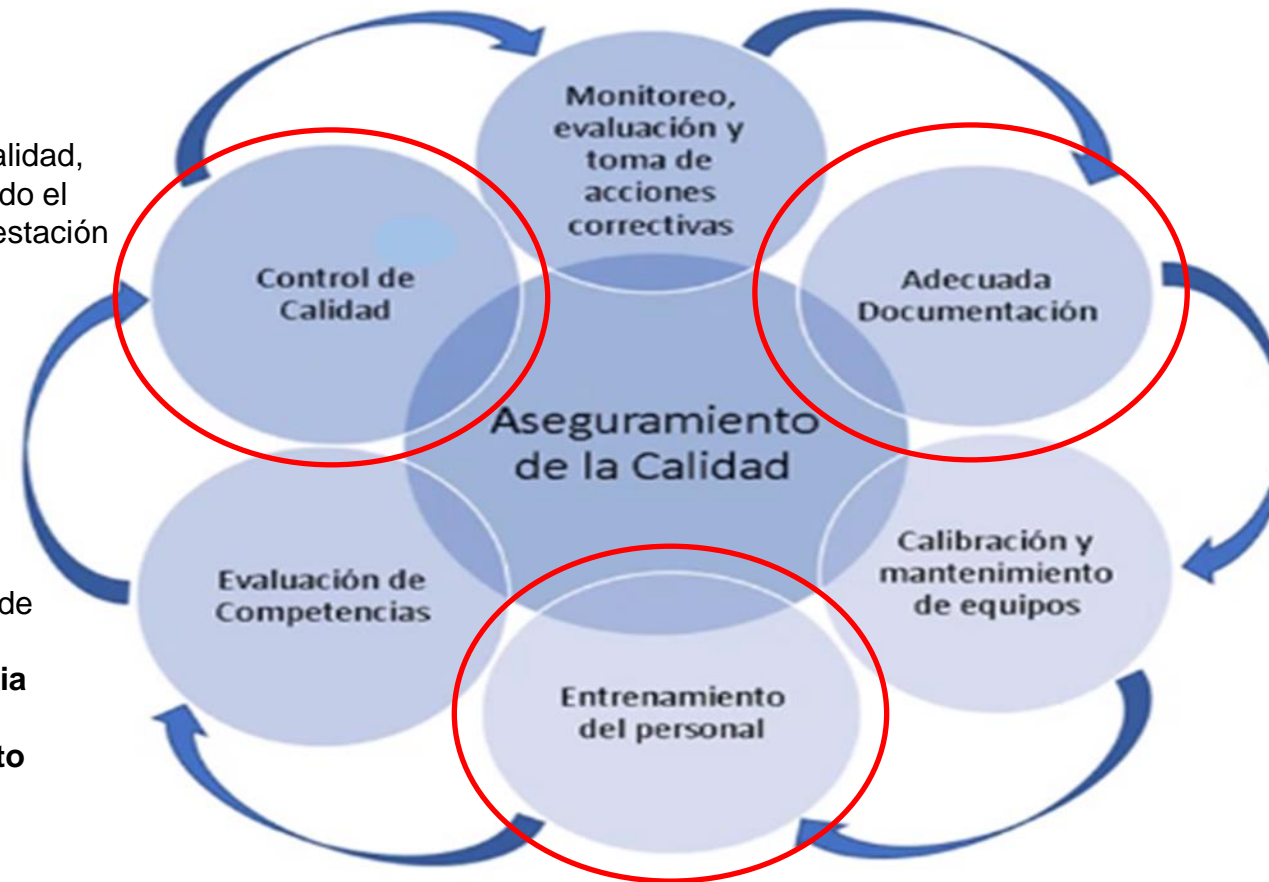 alidad,
do el
estación
de
ia
to
Monitoreo,
evaluación y
toma de
acciones
correctivas
Control de
Calidad
Adecuada
Documentación
Aseguramiento
de la Calidad
Evaluación de
Competencias
Calibración y
mantenimiento
de equipos
Entrenamiento
del personal